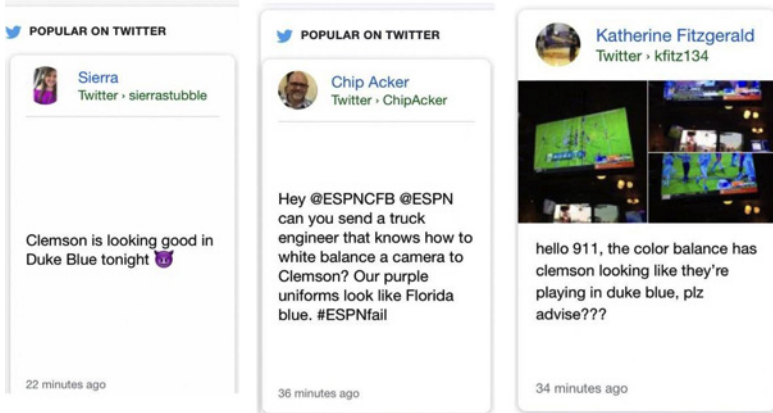 POPULAR ON TWITTER
Sierra
Twitter › sierrastubble
Clemson is looking good in
Duke Blue tonight 😈
22 minutes ago
POPULAR ON TWITTER
Chip Acker
Twitter › ChipAcker
Hey @ESPNCFB @ESPN
can you send a truck
engineer that knows how to
white balance a camera to
Clemson? Our purple
uniforms look like Florida
blue. #ESPNfail
36 minutes ago
Katherine Fitzgerald
Twitter › kfitz134
hello 911, the color balance has
clemson looking like they're
playing in duke blue, plz
advise???
34 minutes ago